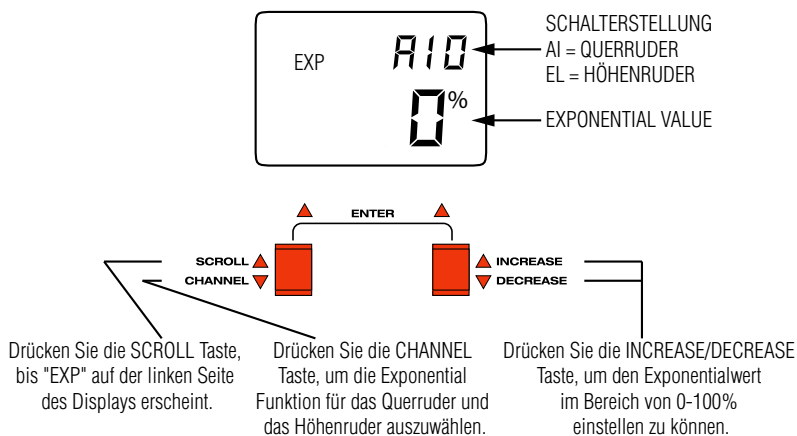 EXP
AI0
SCHALTERSTELLUNG
AI = QUERRUDER
EL = HÖHENRUDER
0%
EXPONENTIAL VALUE
ENTER
SCROLL
CHANNEL
INCREASE
DECREASE
Drücken Sie die SCROLL Taste,
bis "EXP" auf der linken Seite
des Displays erscheint.
Drücken Sie die CHANNEL
Taste, um die Exponential
Funktion für das Querruder und
das Höhenruder auszuwählen.
Drücken Sie die INCREASE/DECREASE
Taste, um den Exponentialwert
im Bereich von 0-100%
einstellen zu können.